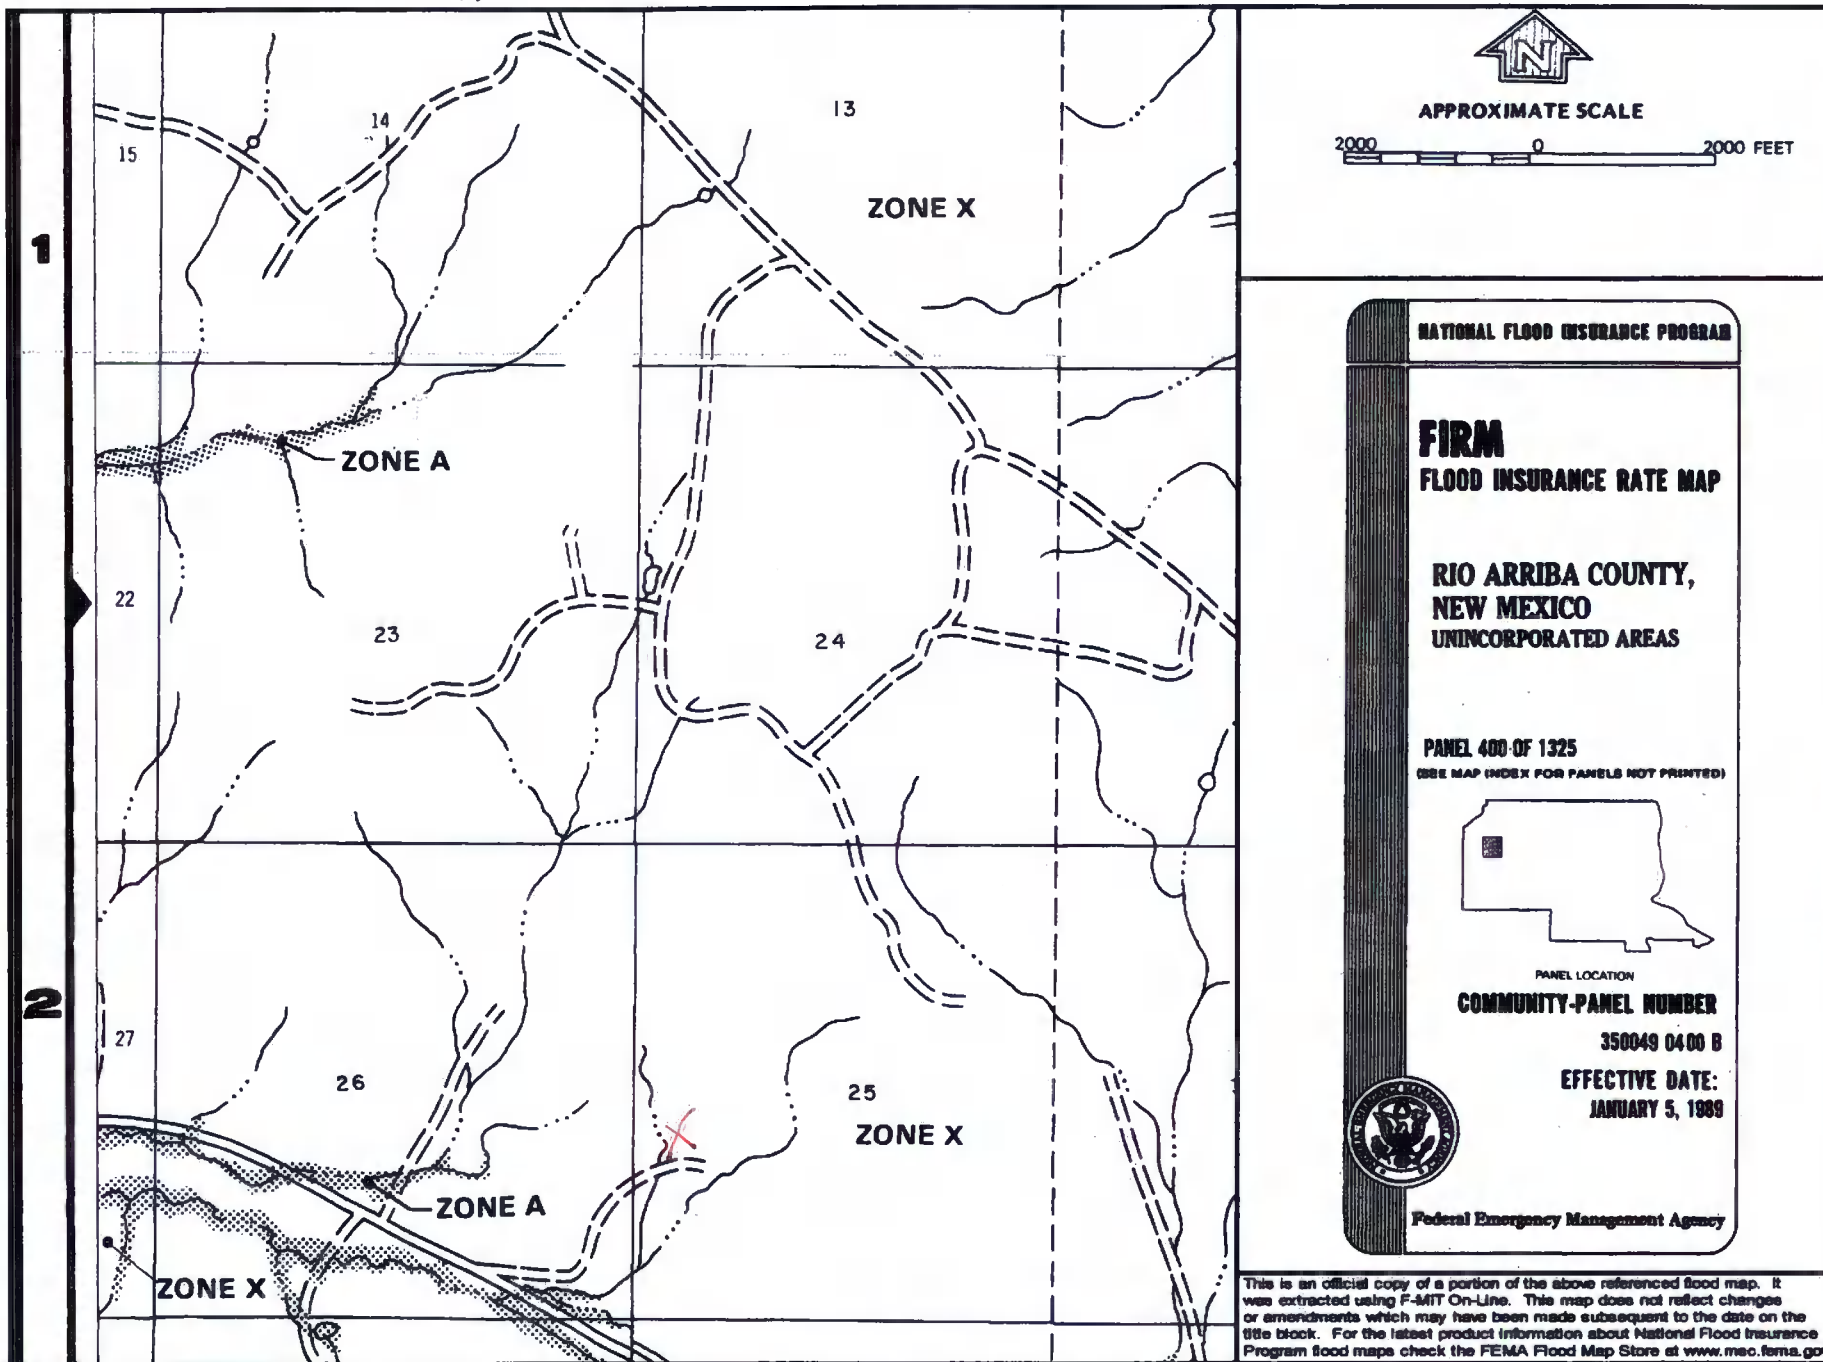 1
2
14
15
13
ZONE X
ZONE A
22
23
24
27
26
25
ZONE X
ZONE A
ZONE X
N
APPROXIMATE SCALE
2000 0 2000 FEET
NATIONAL FLOOD INSURANCE PROGRAM
FIRM
FLOOD INSURANCE RATE MAP
RIO ARRIBA COUNTY,
NEW MEXICO
UNINCORPORATED AREAS
PANEL 400 OF 1325
(SEE MAP INDEX FOR PANELS NOT PRINTED)
PANEL LOCATION
COMMUNITY-PANEL NUMBER
350049 0400 B
EFFECTIVE DATE:
JANUARY 5, 1989
Federal Emergency Management Agency
This is an official copy of a portion of the above referenced flood map. It
was extracted using F-MIT On-Line. This map does not reflect changes
or amendments which may have been made subsequent to the date on the
title block. For the latest product information about National Flood Insurance
Program flood maps check the FEMA Flood Map Store at www.msc.fema.gov